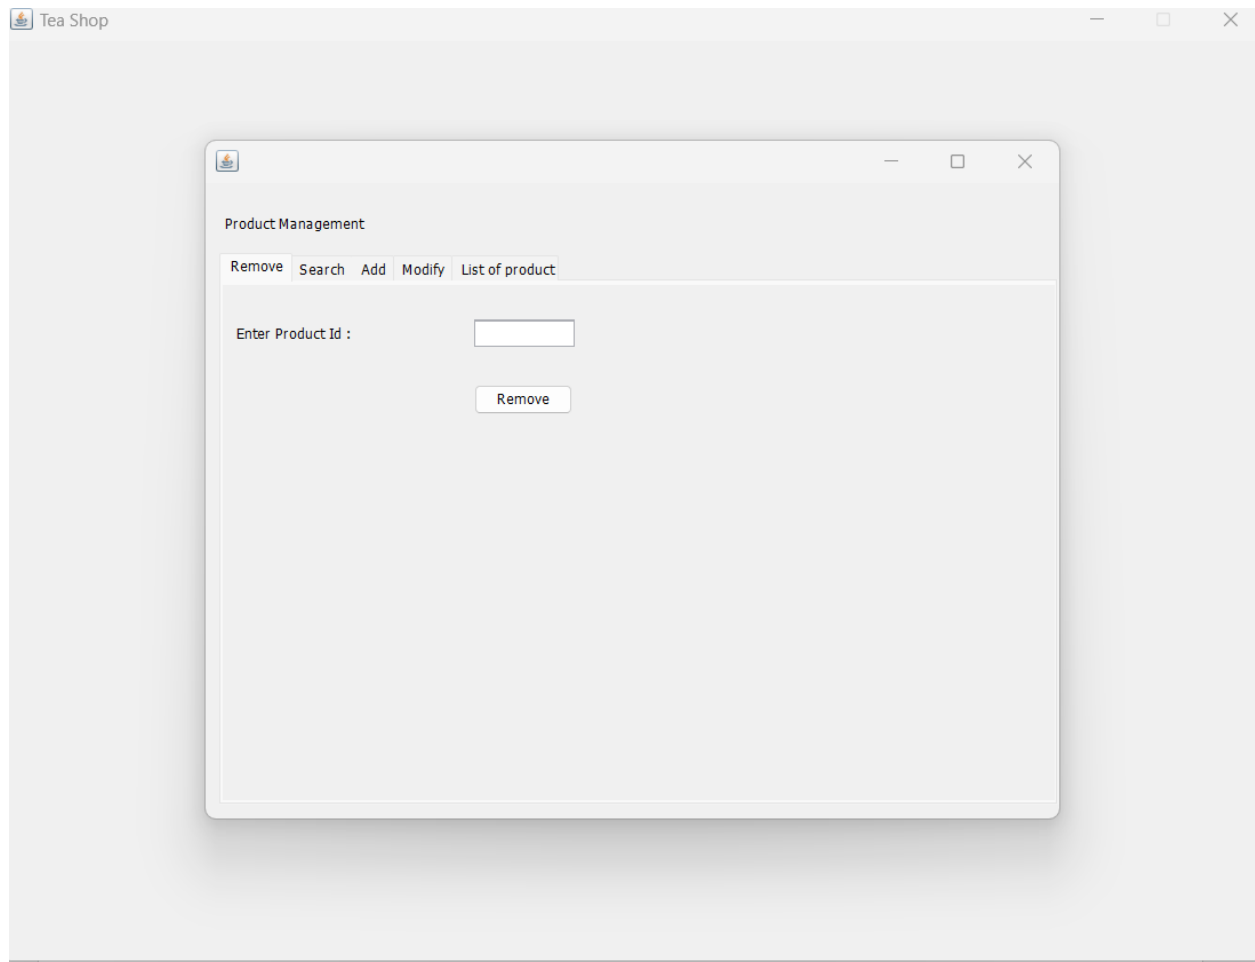 Tea Shop
Product Management
Remove Search Add Modify List of product
Enter Product Id :
Remove